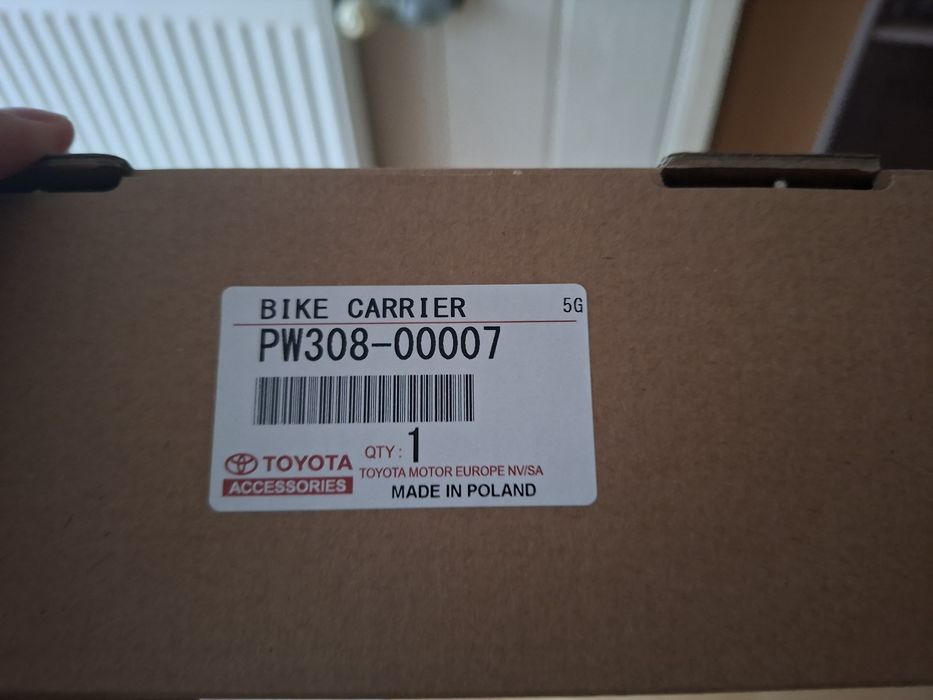 BIKE CARRIER 5G
PW308-00007
QTY: 1
TOYOTA
TOYOTA MOTOR EUROPE NV/SA
ACCESSORIES
MADE IN POLAND